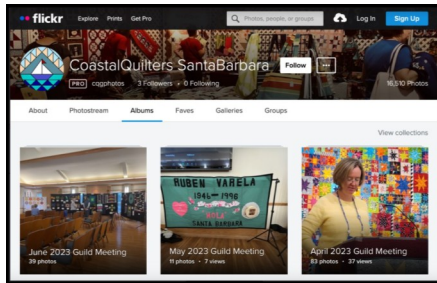 flickr Explore Prints Get Pro Photos, people, or groups Log In Sign Up
CoastalQuilters SantaBarbara Follow ...
PRO cqgphotos 3 Followers • 0 Following 16,510 Photos
About Photostream Albums Faves Galleries Groups
View collections
RUBEN VARELA
1946-1996
SANTA BARBARA
June 2023 Guild Meeting
39 photos
May 2023 Guild Meeting
11 photos • 7 views
April 2023 Guild Meeting
83 photos • 37 views